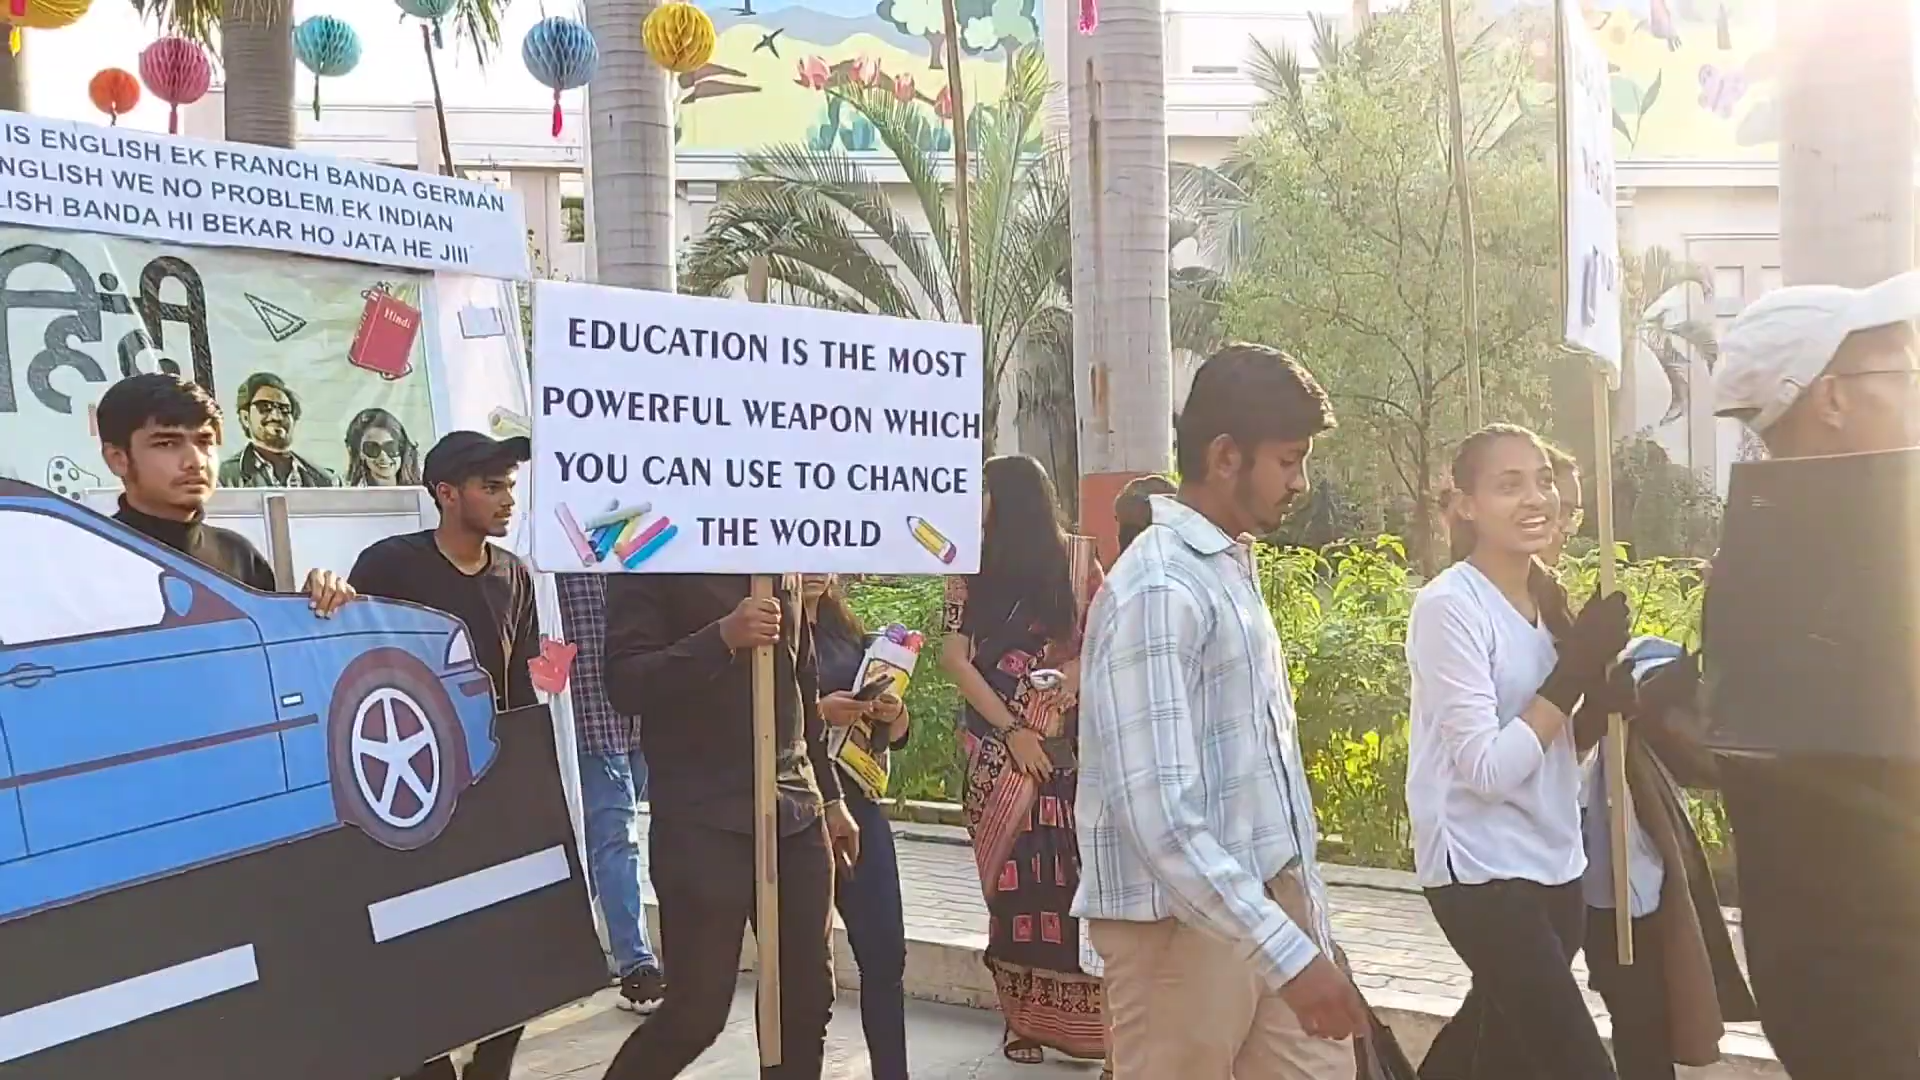 IS ENGLISH EK FRANCH BANDA GERMAN
NGLISH WE NO PROBLEM EK INDIAN
LISH BANDA HI BEKAR HO JATA HE JIII
हिंदी
Hindi
EDUCATION IS THE MOST
POWERFUL WEAPON WHICH
YOU CAN USE TO CHANGE
THE WORLD